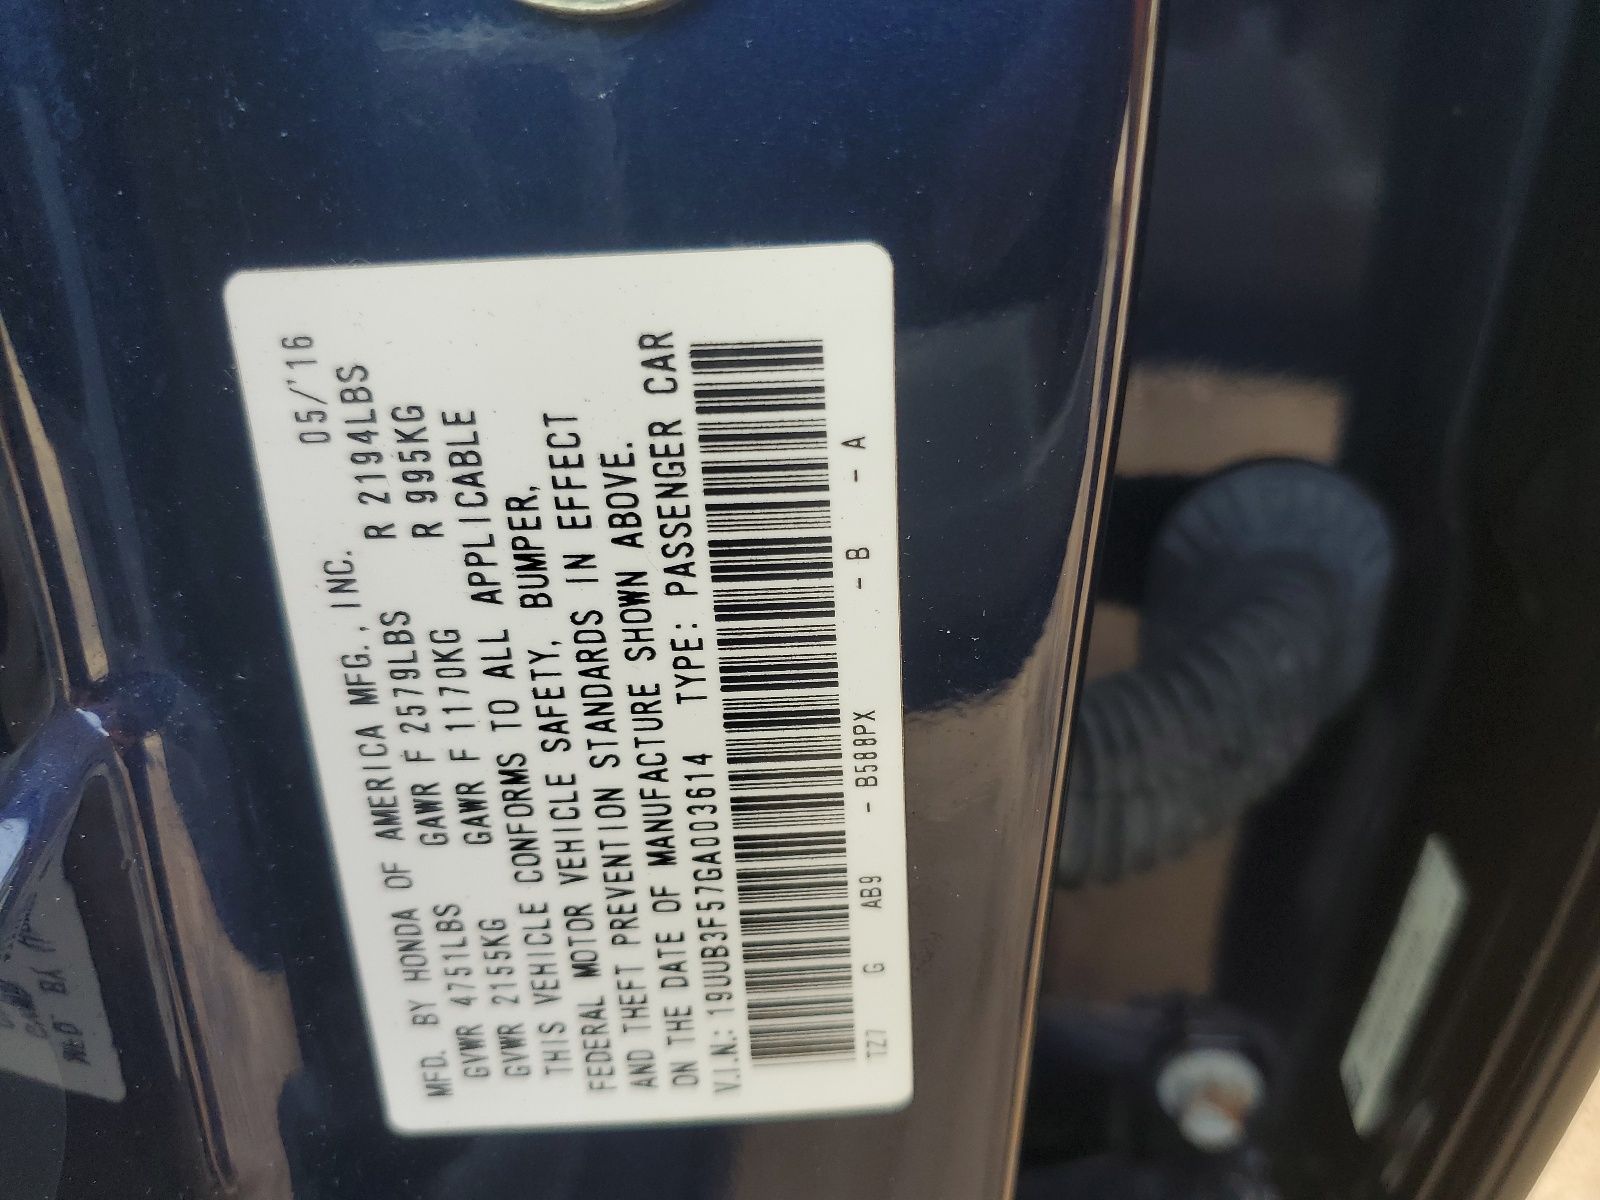 MFD. BY HONDA OF AMERICA MFG., INC. 05/'16
GVWR 4751LBS GAWR F 2579LBS R 2194LBS
GVWR 2155KG GAWR F 1170KG R 995KG
THIS VEHICLE CONFORMS TO ALL APPLICABLE
FEDERAL MOTOR VEHICLE SAFETY, BUMPER,
AND THEFT PREVENTION STANDARDS IN EFFECT
ON THE DATE OF MANUFACTURE SHOWN ABOVE.
V.I.N.: 19UUB3F57GA003614 TYPE: PASSENGER CAR
TZ7 G AB9 - B588PX - B - A